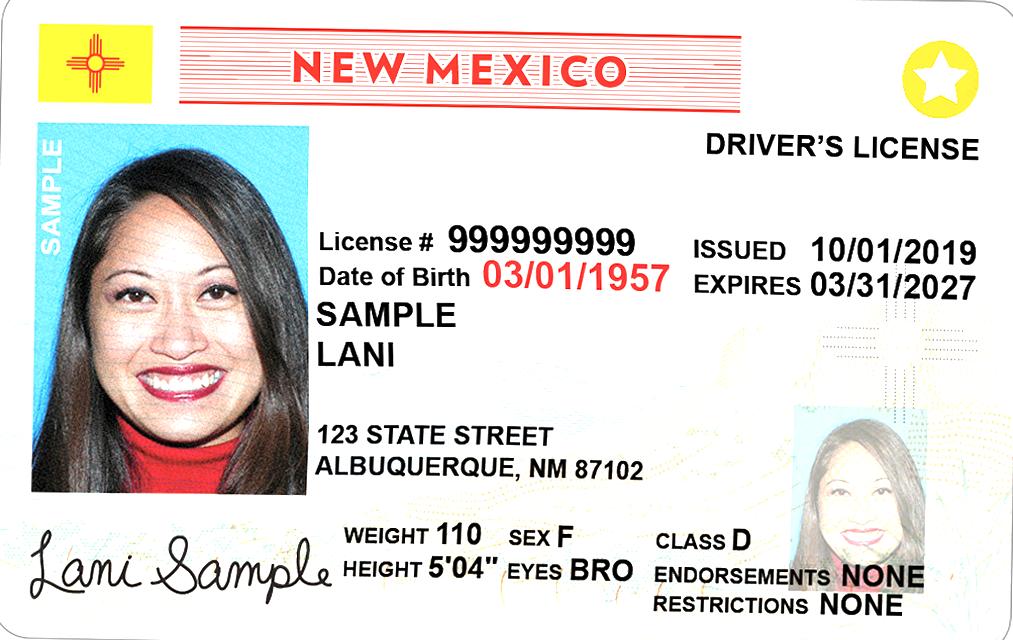 NEW MEXICO
DRIVER'S LICENSE
SAMPLE
License # 999999999
Date of Birth 03/01/1957
ISSUED 10/01/2019
EXPIRES 03/31/2027
SAMPLE
LANI
123 STATE STREET
ALBUQUERQUE, NM 87102
WEIGHT 110 SEX F
HEIGHT 5'04" EYES BRO
CLASS D
ENDORSEMENTS NONE
RESTRICTIONS NONE
Lani Sample